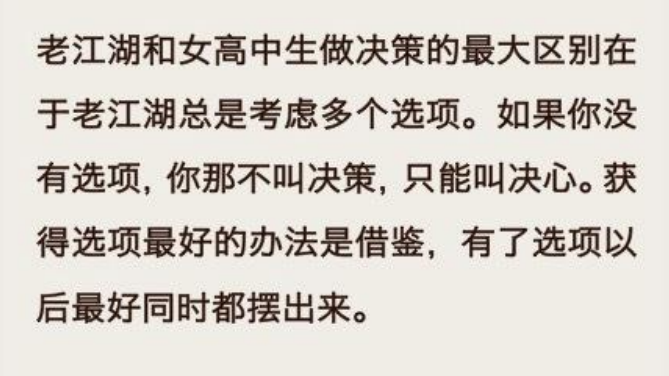 老江湖和女高中生做决策的最大区别在
于老江湖总是考虑多个选项。如果你没
有选项，你那不叫决策，只能叫决心。获
得选项最好的办法是借鉴，有了选项以
后最好同时都摆出来。